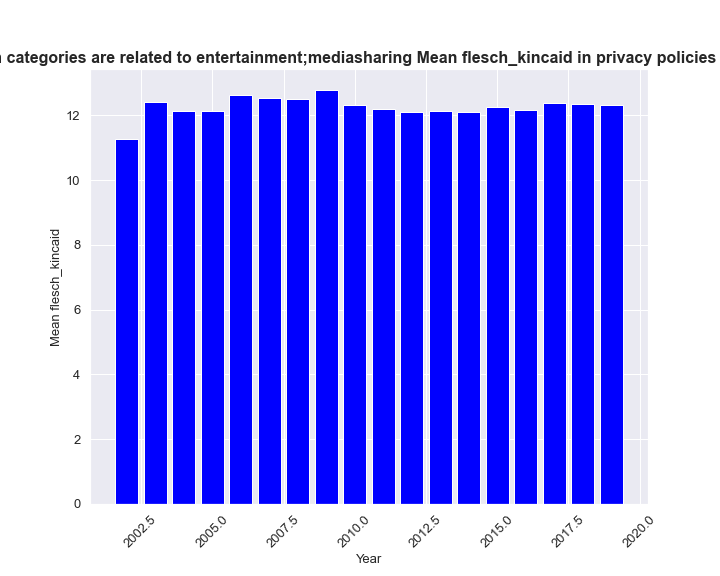 categories are related to entertainment;mediasharing Mean flesch_kincaid in privacy policies
12
10
8
6
4
2
0
Mean flesch_kincaid
2002.5 2005.0 2007.5 2010.0 2012.5 2015.0 2017.5 2020.0
Year